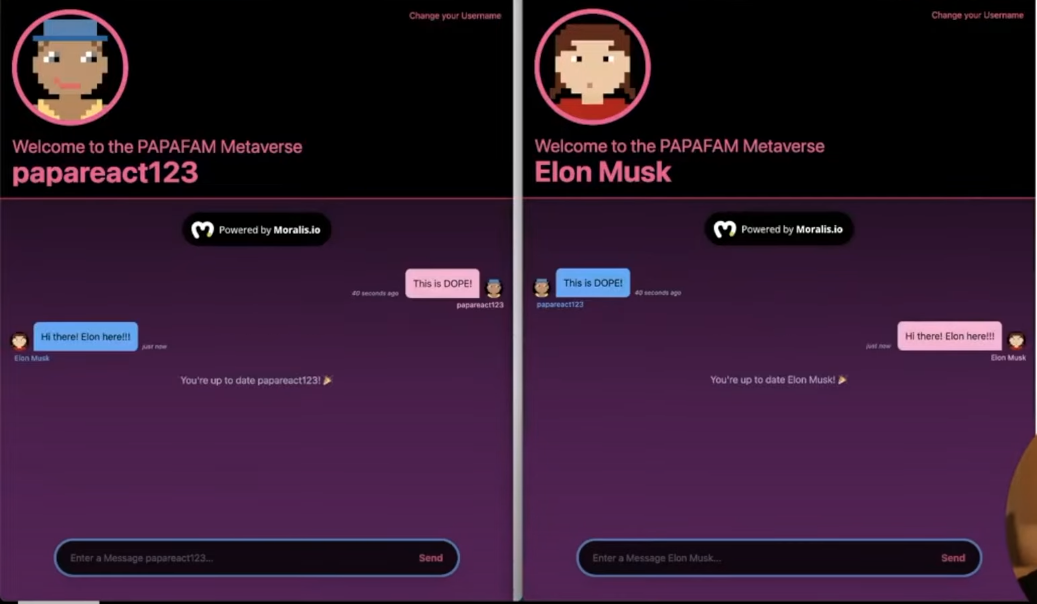 Change your Username
Welcome to the PAPAFAM Metaverse
papareact123
Powered by Moralis.io
This is DOPE!
40 seconds ago
papareact123
Hi there! Elon here!!!
just now
Elon Musk
You're up to date papareact123! 🎉
Enter a Message papareact123...
Send
Change your Username
Welcome to the PAPAFAM Metaverse
Elon Musk
Powered by Moralis.io
This is DOPE!
40 seconds ago
papareact123
Hi there! Elon here!!!
just now
Elon Musk
You're up to date Elon Musk! 🎉
Enter a Message Elon Musk...
Send